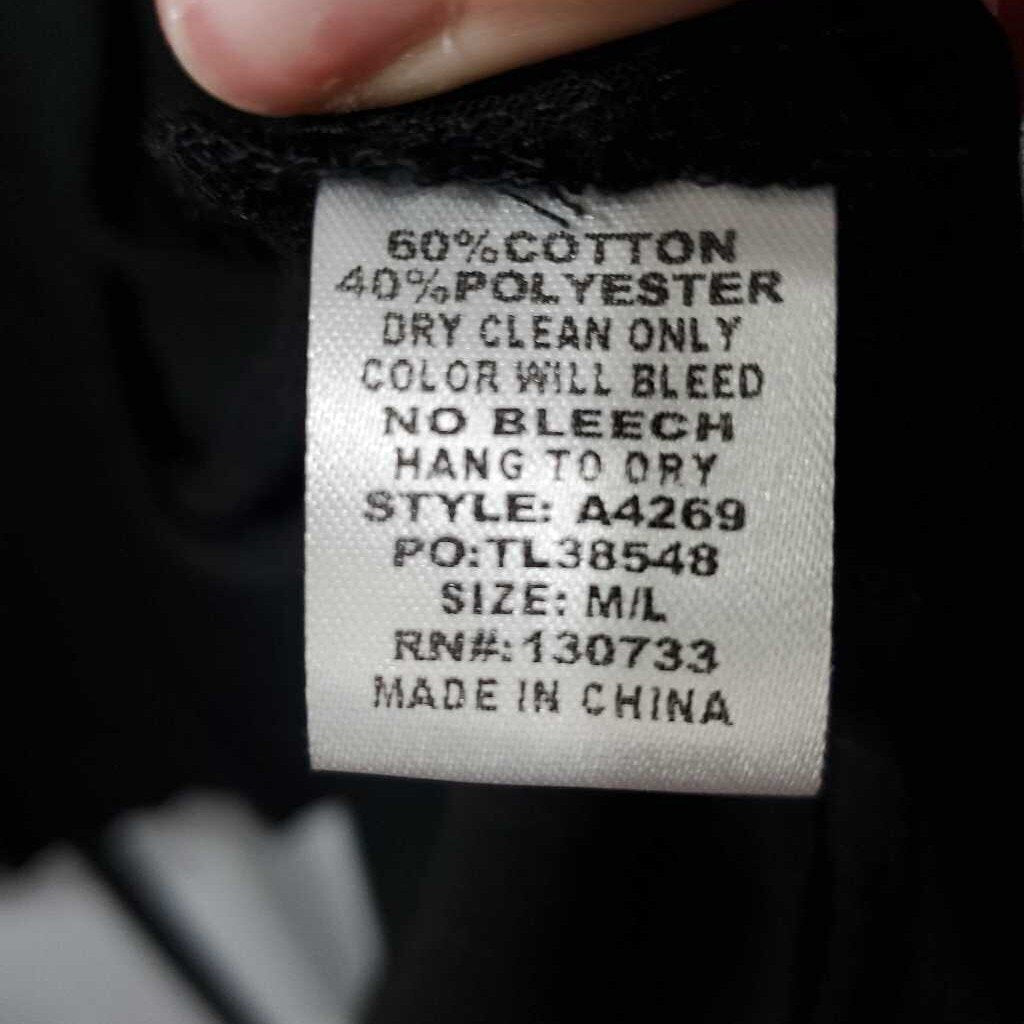 60%COTTON
40%POLYESTER
DRY CLEAN ONLY
COLOR WILL BLEED
NO BLEECH
HANG TO DRY
STYLE: A4269
PO:TL38548
SIZE: M/L
RN#:130733
MADE IN CHINA